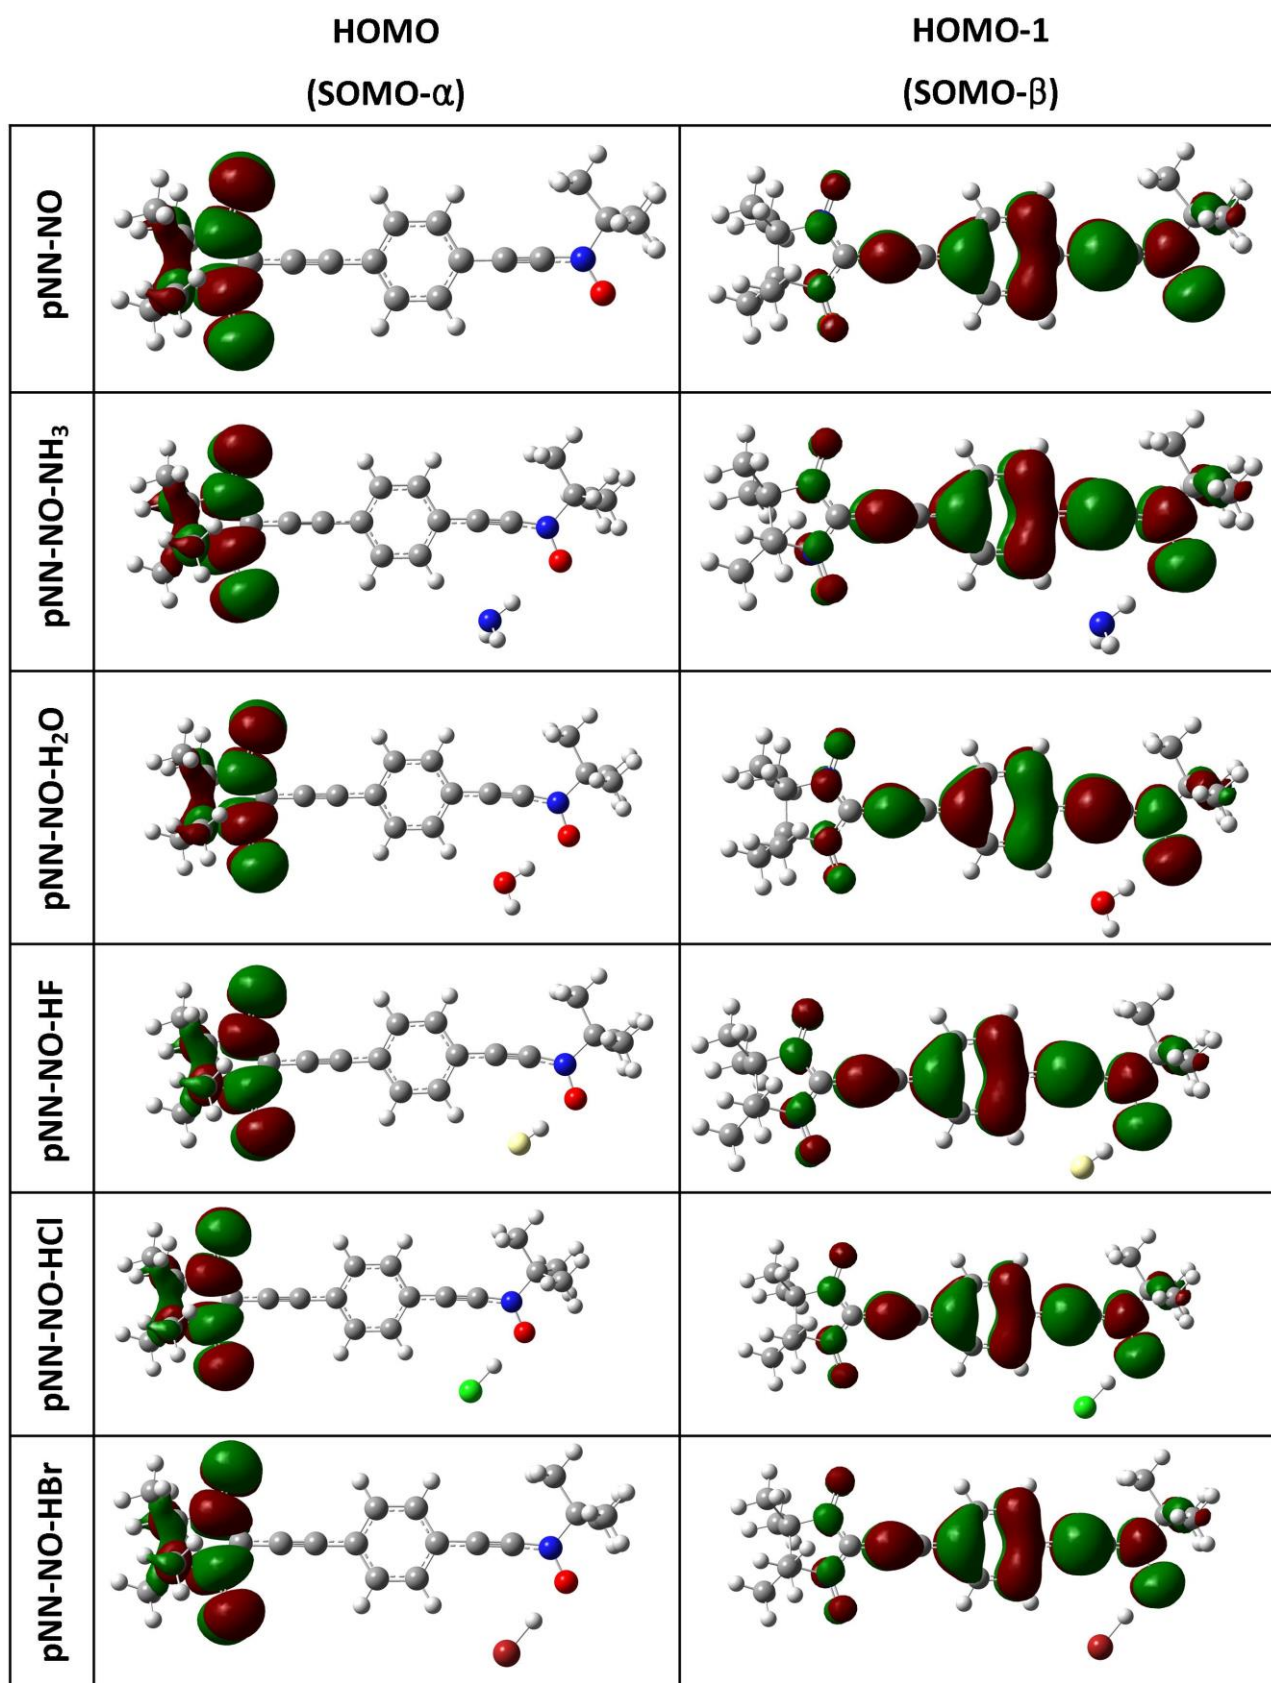 HOMO
HOMO-1
(SOMO-α)
(SOMO-β)
pNN-NO
pNN-NO-NH₃
pNN-NO-H₂O
pNN-NO-HF
pNN-NO-HCl
pNN-NO-HBr